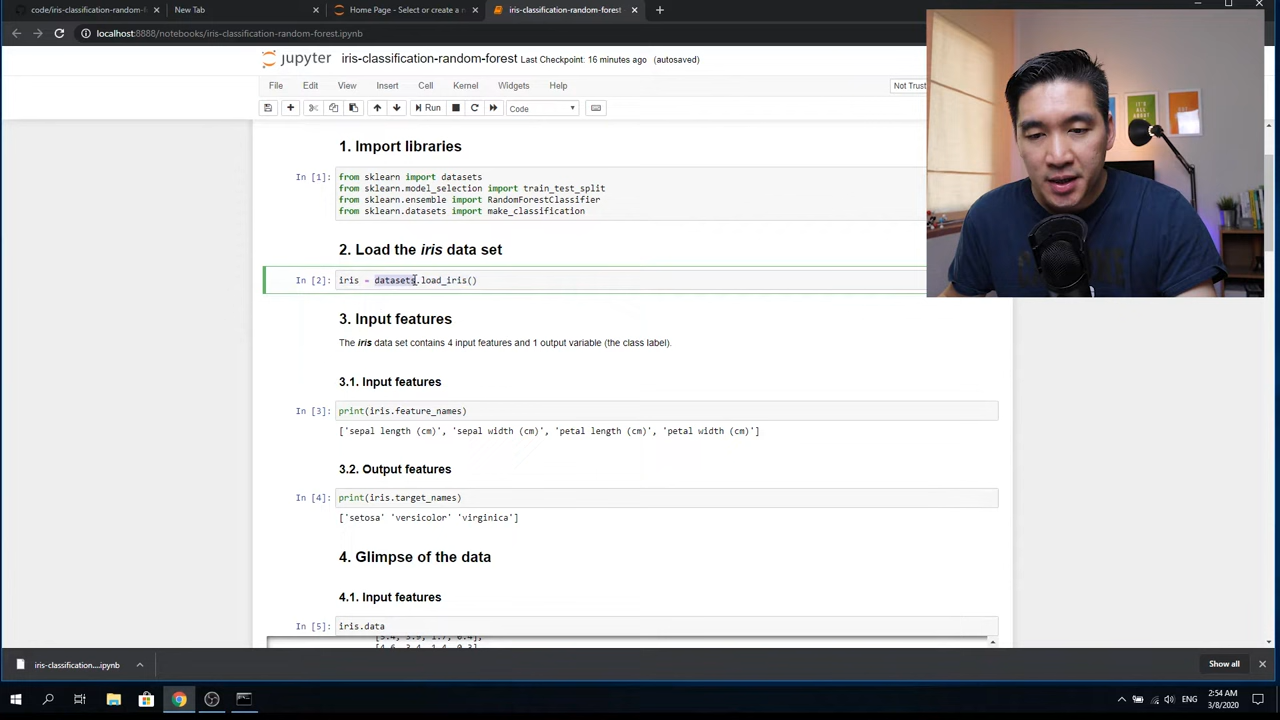 code/iris-classification-random-f
New Tab
Home Page - Select or create a n
iris-classification-random-forest
localhost:8888/notebooks/iris-classification-random-forest.ipynb
jupyter iris-classification-random-forest Last Checkpoint: 16 minutes ago (autosaved)
File Edit View Insert Cell Kernel Widgets Help Not Trust
Run Code
1. Import libraries
In [1]: from sklearn import datasets
from sklearn.model_selection import train_test_split
from sklearn.ensemble import RandomForestClassifier
from sklearn.datasets import make_classification
2. Load the iris data set
In [2]: iris = datasets.load_iris()
3. Input features
The iris data set contains 4 input features and 1 output variable (the class label).
3.1. Input features
In [3]: print(iris.feature_names)
['sepal length (cm)', 'sepal width (cm)', 'petal length (cm)', 'petal width (cm)']
3.2. Output features
In [4]: print(iris.target_names)
['setosa' 'versicolor' 'virginica']
4. Glimpse of the data
4.1. Input features
In [5]: iris.data
iris-classification....ipynb Show all
ENG 2:54 AM
3/8/2020